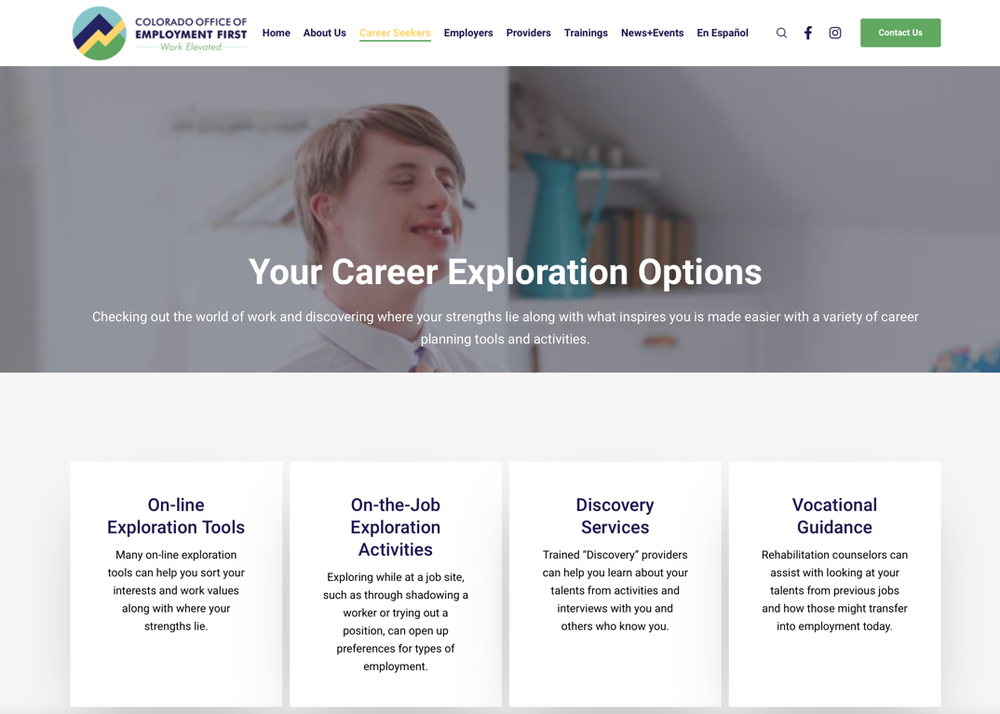 COLORADO OFFICE OF
EMPLOYMENT FIRST
Work Elevated
Home About Us Career Seekers Employers Providers Trainings News+Events En Español
Contact Us
Your Career Exploration Options
Checking out the world of work and discovering where your strengths lie along with what inspires you is made easier with a variety of career
planning tools and activities.
On-line
Exploration Tools
Many on-line exploration
tools can help you sort your
interests and work values
along with where your
strengths lie.
On-the-Job
Exploration
Activities
Exploring while at a job site,
such as through shadowing a
worker or trying out a
position, can open up
preferences for types of
employment.
Discovery
Services
Trained “Discovery” providers
can help you learn about your
talents from activities and
interviews with you and
others who know you.
Vocational
Guidance
Rehabilitation counselors can
assist with looking at your
talents from previous jobs
and how those might transfer
into employment today.